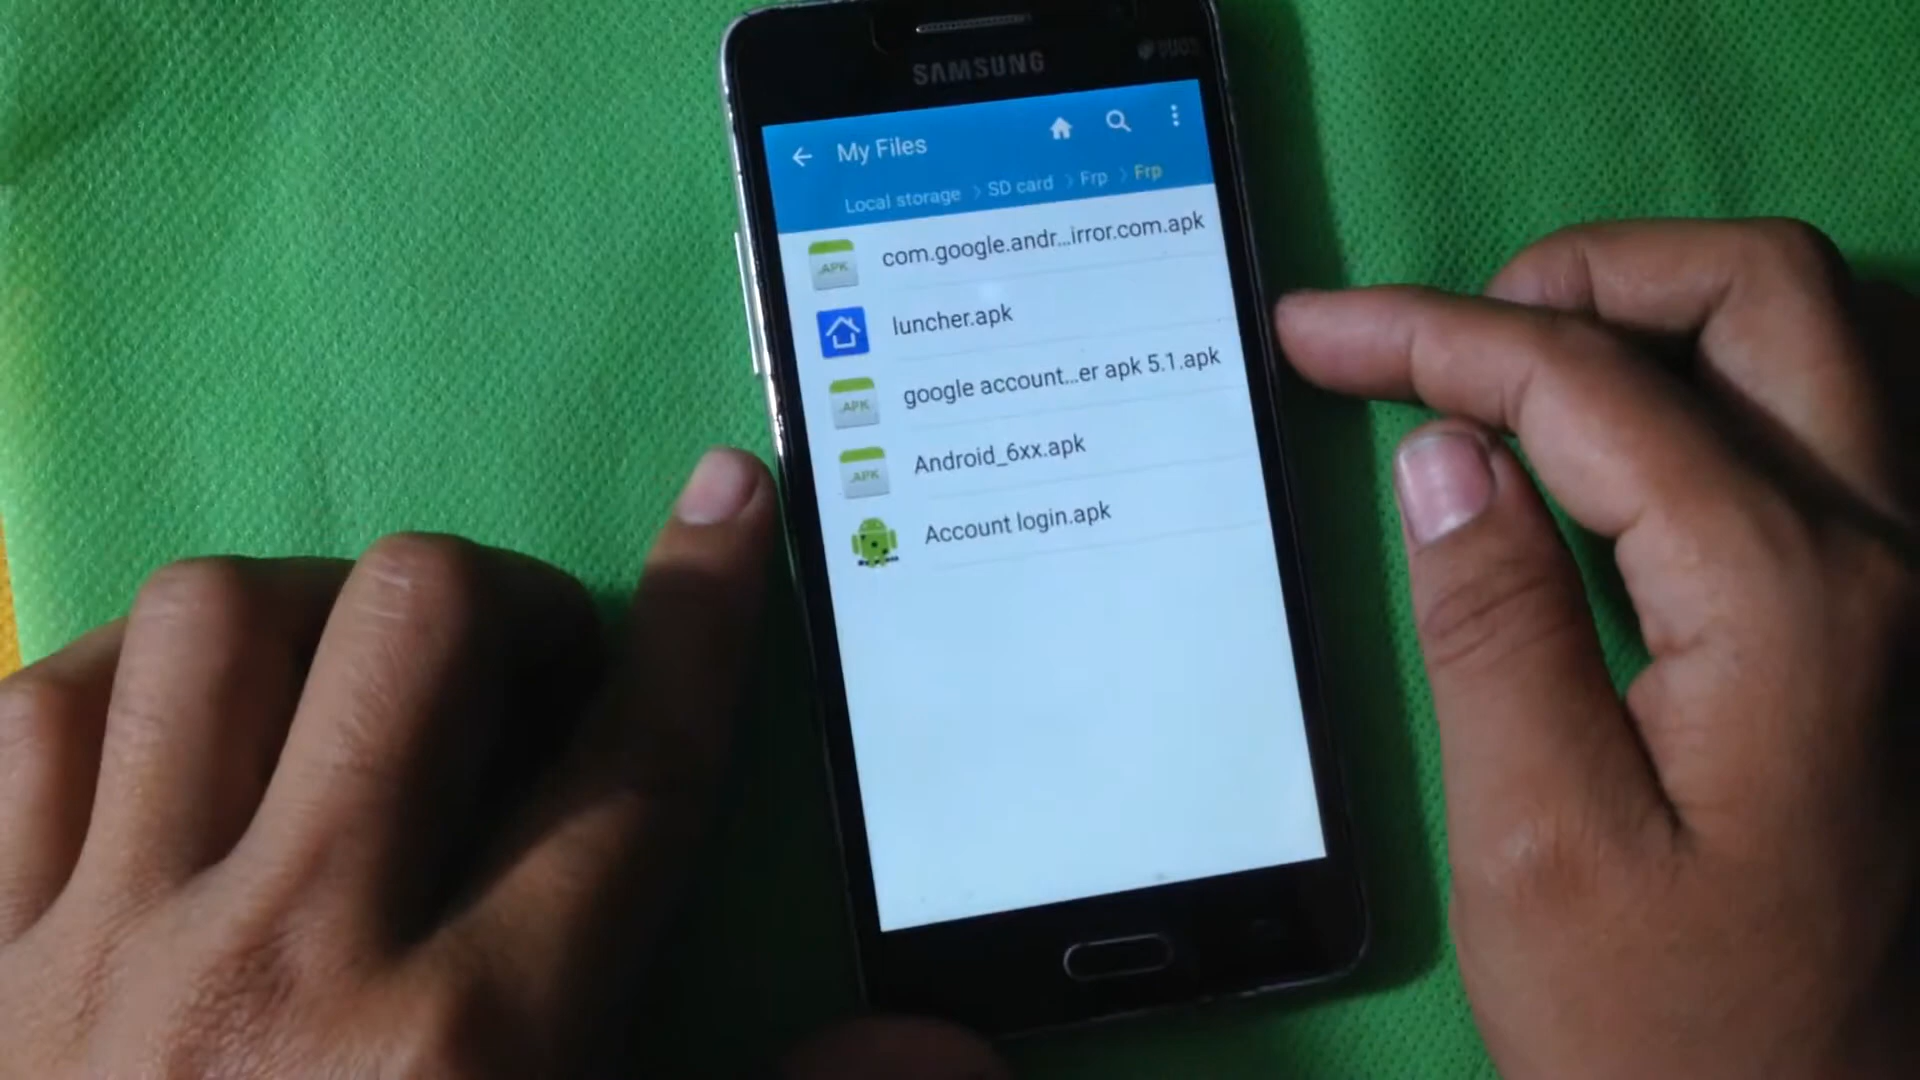 SAMSUNG
DUOS
My Files
Local storage > SD card > Frp > Frp
com.google.andr...irror.com.apk
luncher.apk
google account...er apk 5.1.apk
Android_6xx.apk
Account login.apk
.APK
.APK
.APK